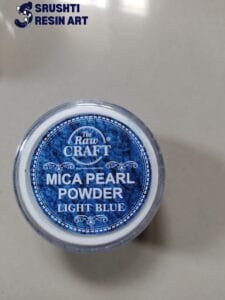 SRUSHTI
RESIN ART
The
Raw
CRAFT
MICA PEARL
POWDER
LIGHT BLUE